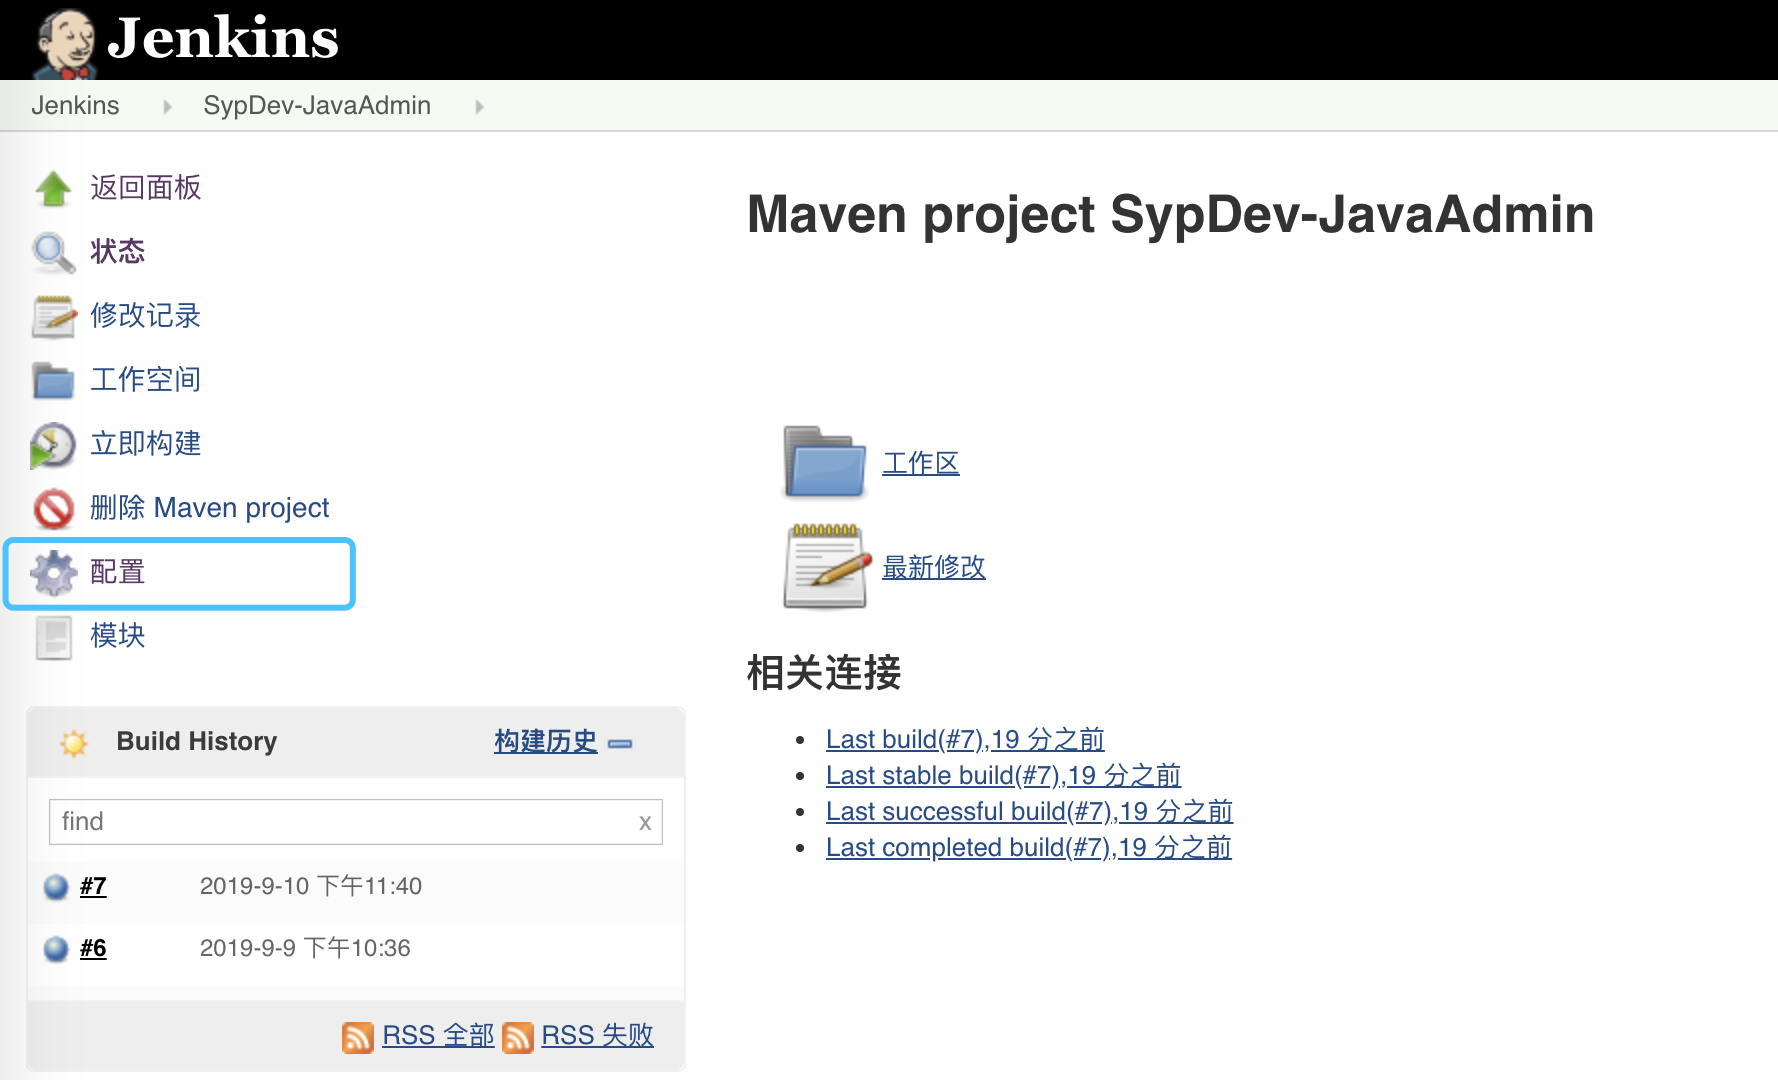 Jenkins
Jenkins SypDev-JavaAdmin
返回面板
状态
修改记录
工作空间
立即构建
删除 Maven project
配置
模块
Build History 构建历史
find x
#7 2019-9-10 下午11:40
#6 2019-9-9 下午10:36
RSS 全部 RSS 失败
Maven project SypDev-JavaAdmin
工作区
最新修改
相关连接
Last build(#7),19 分之前
Last stable build(#7),19 分之前
Last successful build(#7),19 分之前
Last completed build(#7),19 分之前